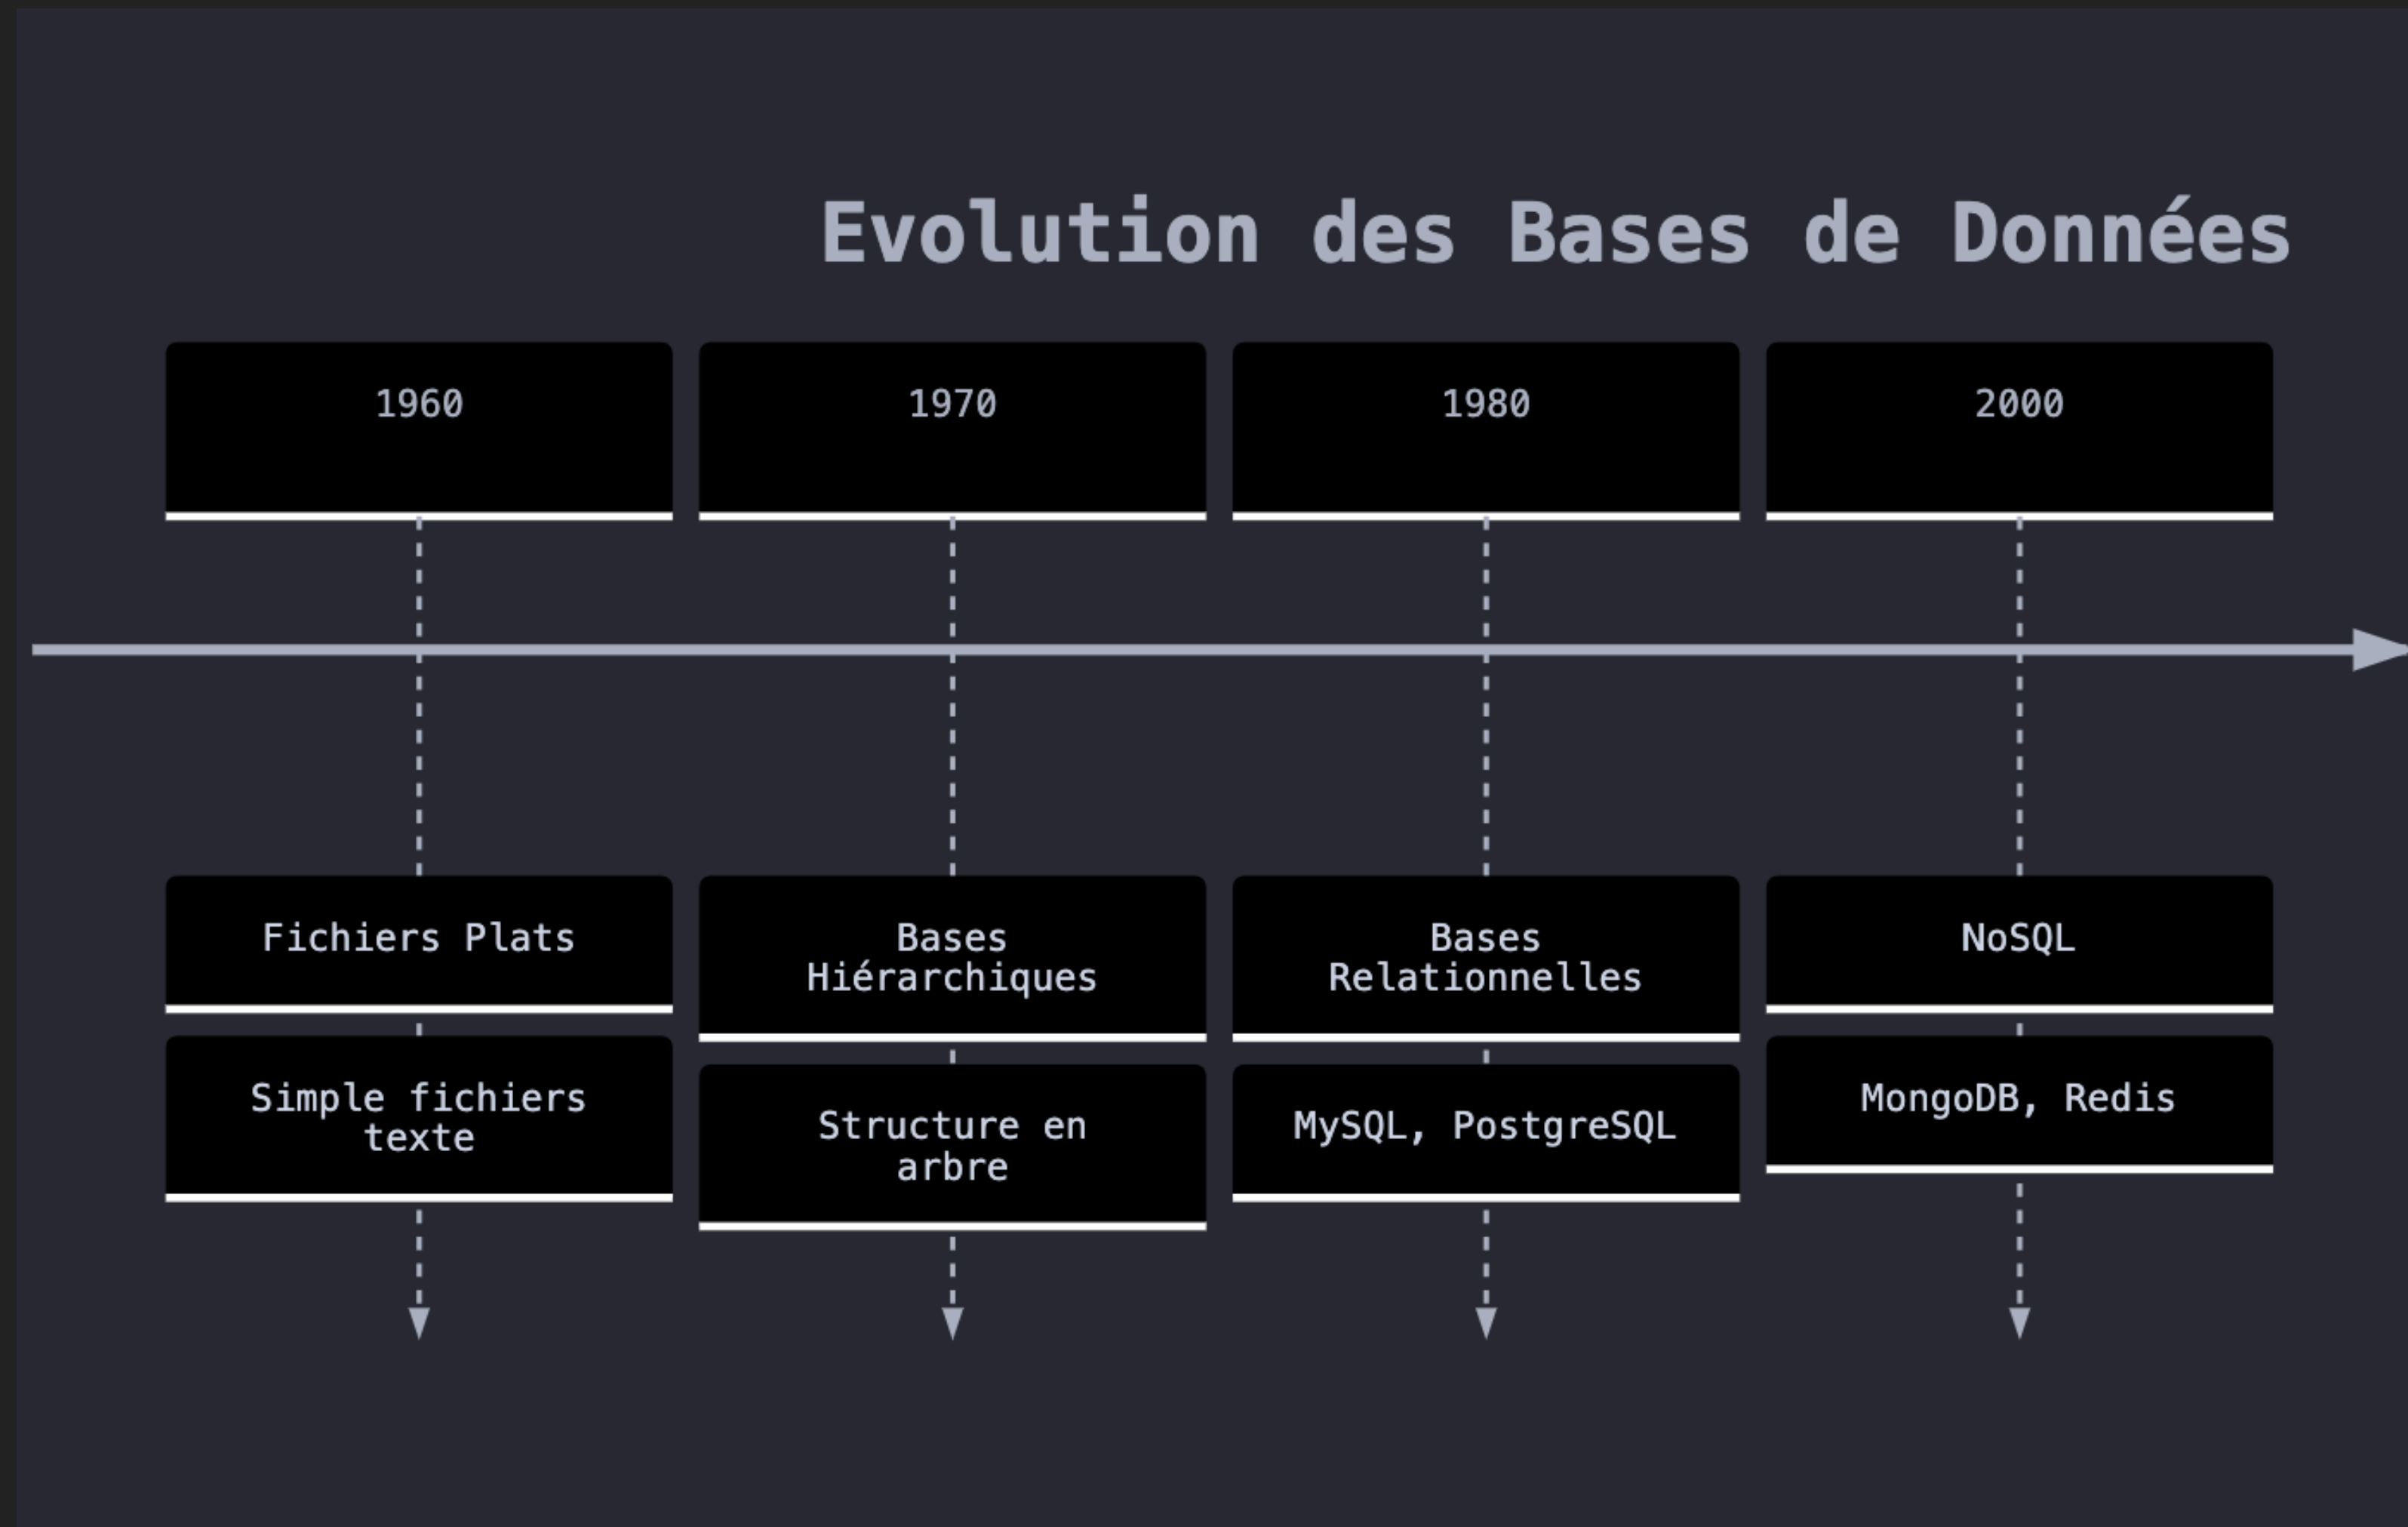 Evolution des Bases de Données
1960
1970
1980
2000
Fichiers Plats
Simple fichiers
texte
Bases
Hiérarchiques
Structure en
arbre
Bases
Relationnelles
MySQL, PostgreSQL
NoSQL
MongoDB, Redis